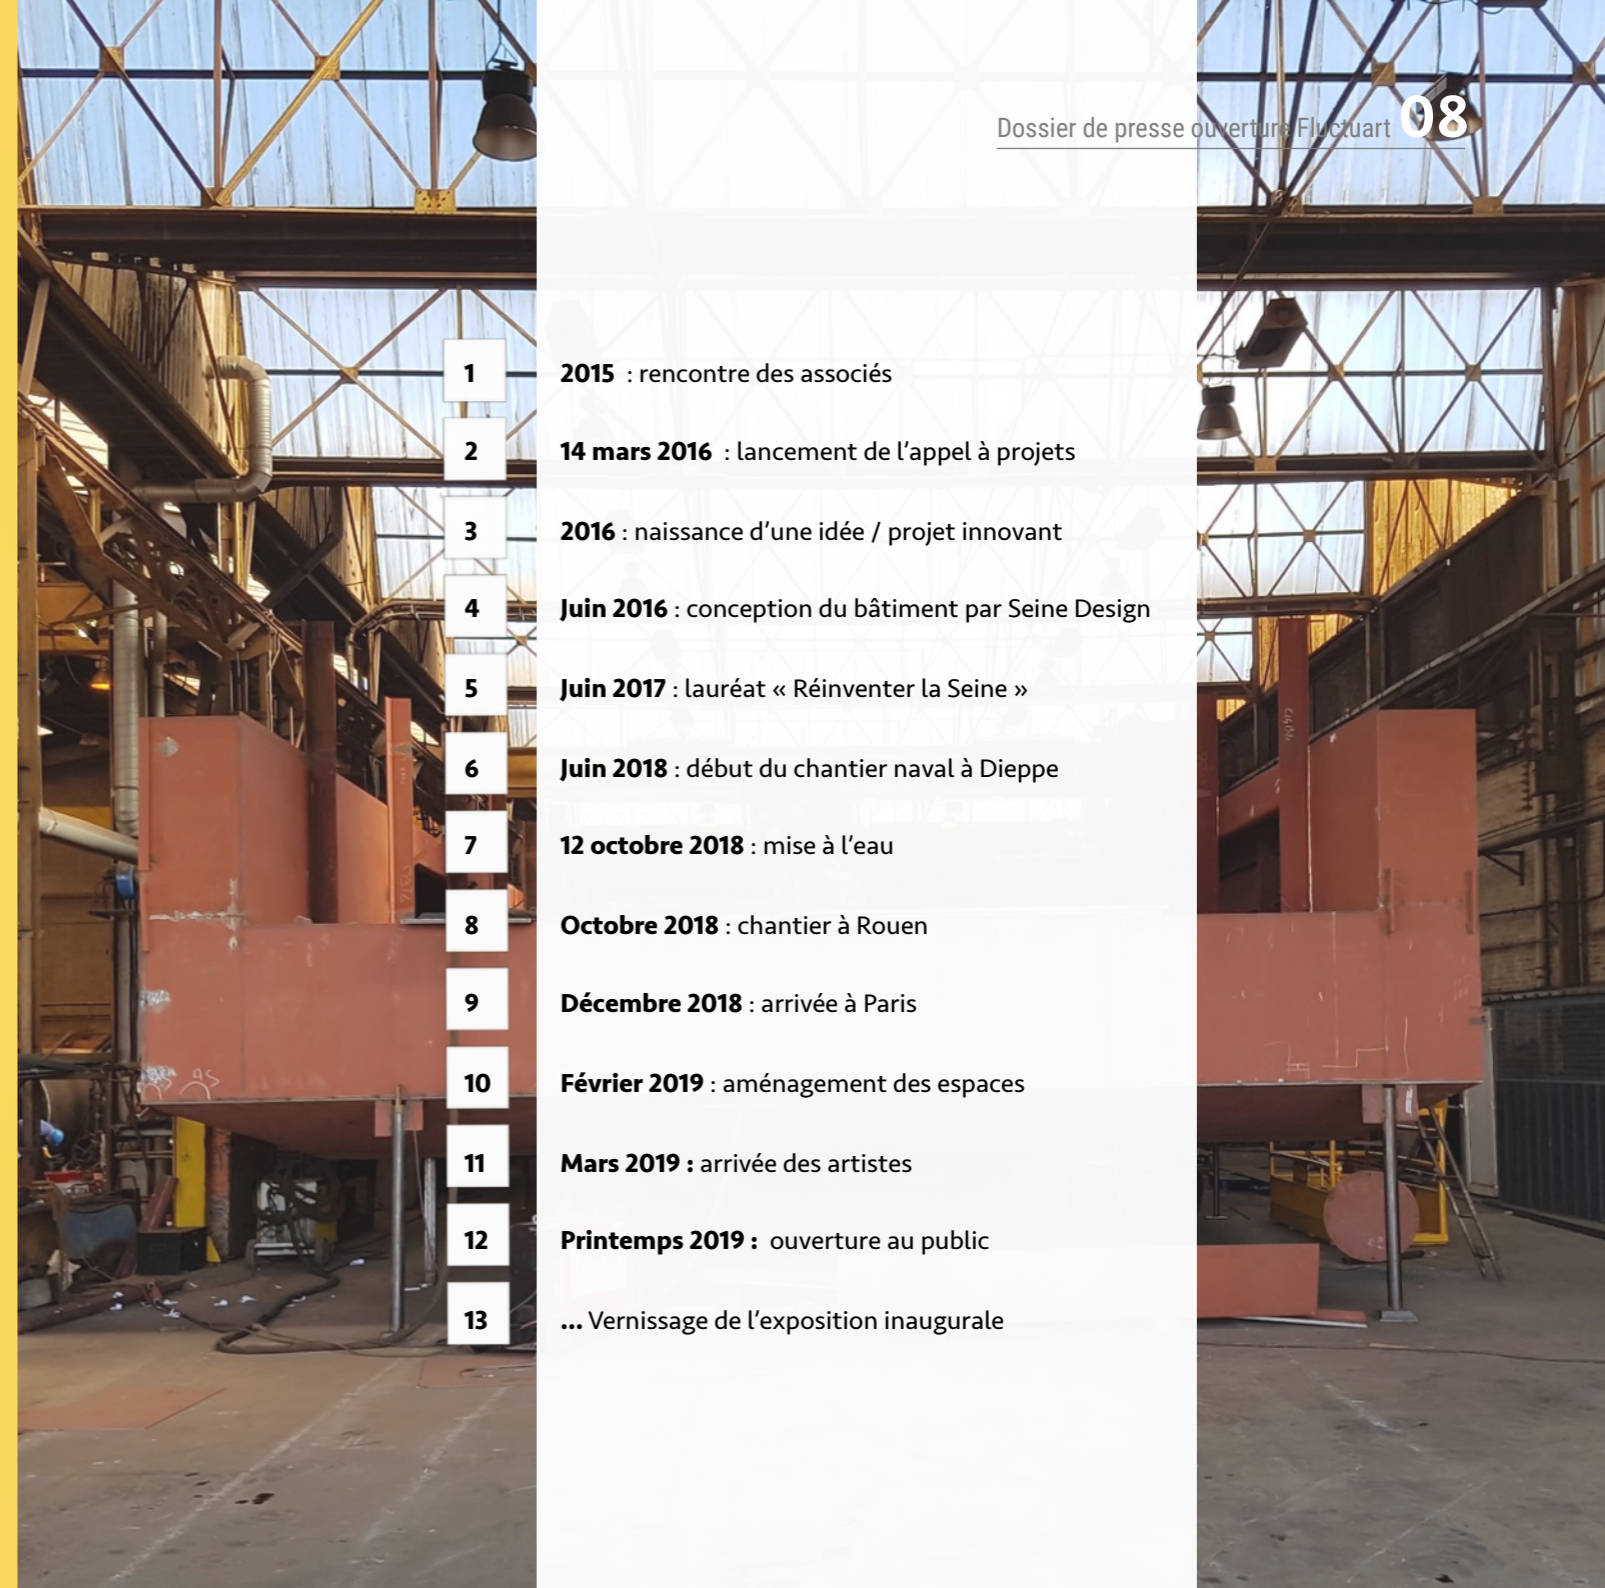 Dossier de presse ouverture Fluctuart 08
1 2015 : rencontre des associés
2 14 mars 2016 : lancement de l’appel à projets
3 2016 : naissance d’une idée / projet innovant
4 Juin 2016 : conception du bâtiment par Seine Design
5 Juin 2017 : lauréat « Réinventer la Seine »
6 Juin 2018 : début du chantier naval à Dieppe
7 12 octobre 2018 : mise à l’eau
8 Octobre 2018 : chantier à Rouen
9 Décembre 2018 : arrivée à Paris
10 Février 2019 : aménagement des espaces
11 Mars 2019 : arrivée des artistes
12 Printemps 2019 : ouverture au public
13 ... Vernissage de l’exposition inaugurale